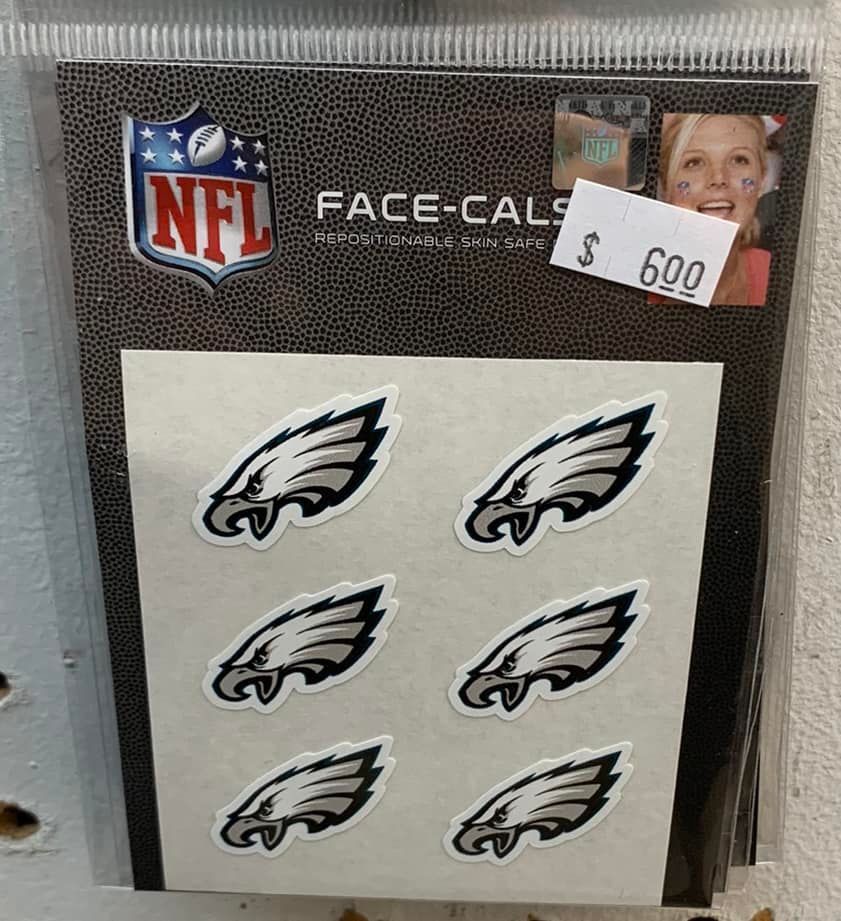 NFL
NFL
FACE-CALS
REPOSITIONABLE SKIN SAFE
$ 600